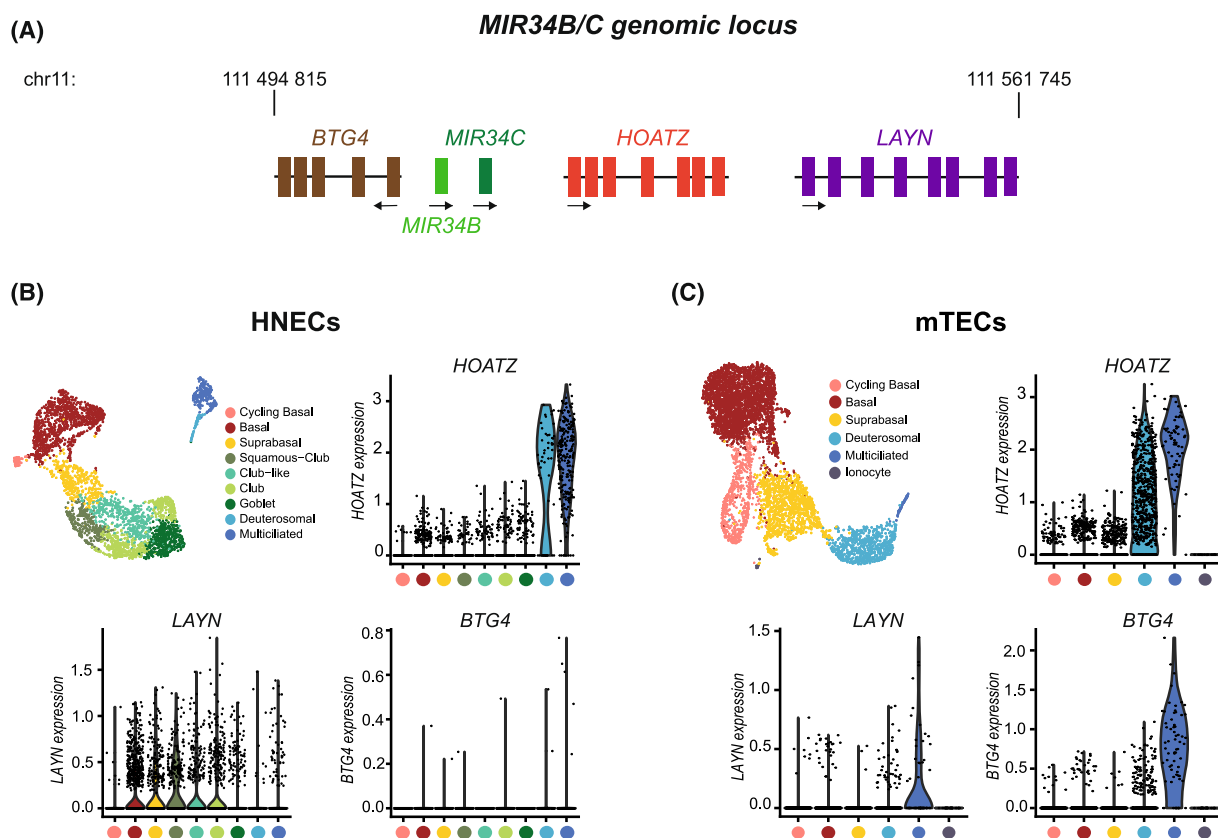 (A)
MIR34B/C genomic locus
chr11:
111 494 815
111 561 745
BTG4
MIR34C
HOATZ
LAYN
MIR34B
(B)
HNECs
Cycling Basal
Basal
Suprabasal
Squamous−Club
Club−like
Club
Goblet
Deuterosomal
Multiciliated
HOATZ
HOATZ expression
3
2
1
0
LAYN
LAYN expression
1.5
1.0
0.5
0.0
BTG4
BTG4 expression
0.8
0.6
0.4
0.2
0.0
(C)
mTECs
Cycling Basal
Basal
Suprabasal
Deuterosomal
Multiciliated
Ionocyte
HOATZ
HOATZ expression
3
2
1
0
LAYN
LAYN expression
1.5
1.0
0.5
0.0
BTG4
BTG4 expression
2.0
1.5
1.0
0.5
0.0